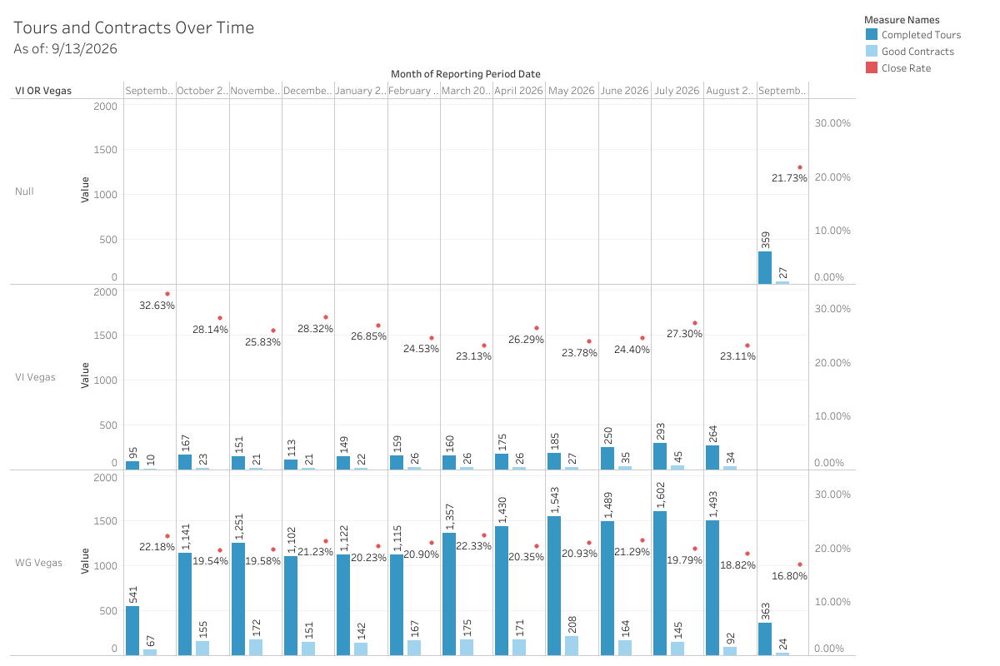 Tours and Contracts Over Time
As of: 9/13/2026
Measure Names
Completed Tours
Good Contracts
Close Rate
Month of Reporting Period Date
VI OR Vegas
Septemb.. October 2.. Novembe.. Decembe.. January 2.. February .. March 20.. April 2026 May 2026 June 2026 July 2026 August 2.. Septemb..
Null
Value
2000
1500
1000
500
0
359
27
21.73%
30.00%
20.00%
10.00%
0.00%
VI Vegas
Value
2000
1500
1000
500
0
32.63% 28.14% 25.83% 28.32% 26.85% 24.53% 23.13% 26.29% 23.78% 24.40% 27.30% 23.11%
95 10 167 23 151 21 113 21 149 22 159 26 160 26 175 26 185 27 250 35 293 45 264 34
30.00%
20.00%
10.00%
0.00%
WG Vegas
Value
2000
1500
1000
500
0
22.18% 19.54% 19.58% 21.23% 20.23% 20.90% 22.33% 20.35% 20.93% 21.29% 19.79% 18.82% 16.80%
541 67 1,141 155 1,251 172 1,102 151 1,122 142 1,115 167 1,357 175 1,430 171 1,543 208 1,489 164 1,602 145 1,493 92 363 24
30.00%
20.00%
10.00%
0.00%